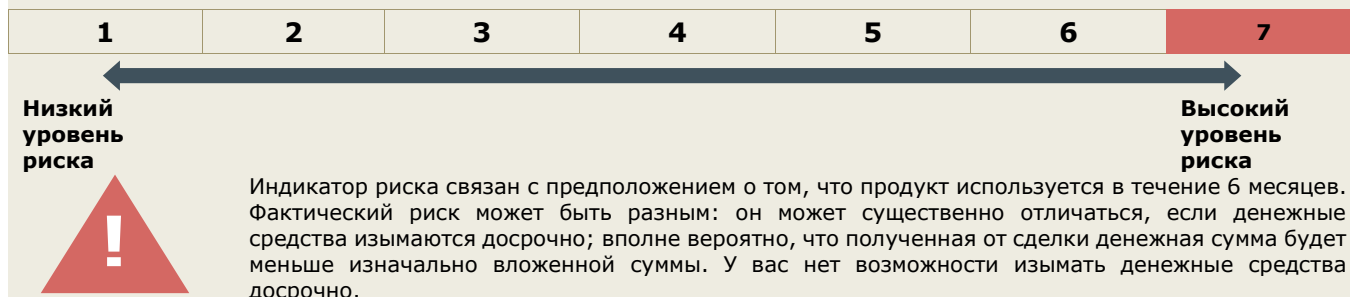 1 2 3 4 5 6 7
Низкий уровень риска
Высокий уровень риска
!
Индикатор риска связан с предположением о том, что продукт используется в течение 6 месяцев.
Фактический риск может быть разным: он может существенно отличаться, если денежные
средства изымаются досрочно; вполне вероятно, что полученная от сделки денежная сумма будет
меньше изначально вложенной суммы. У вас нет возможности изымать денежные средства
досрочно.